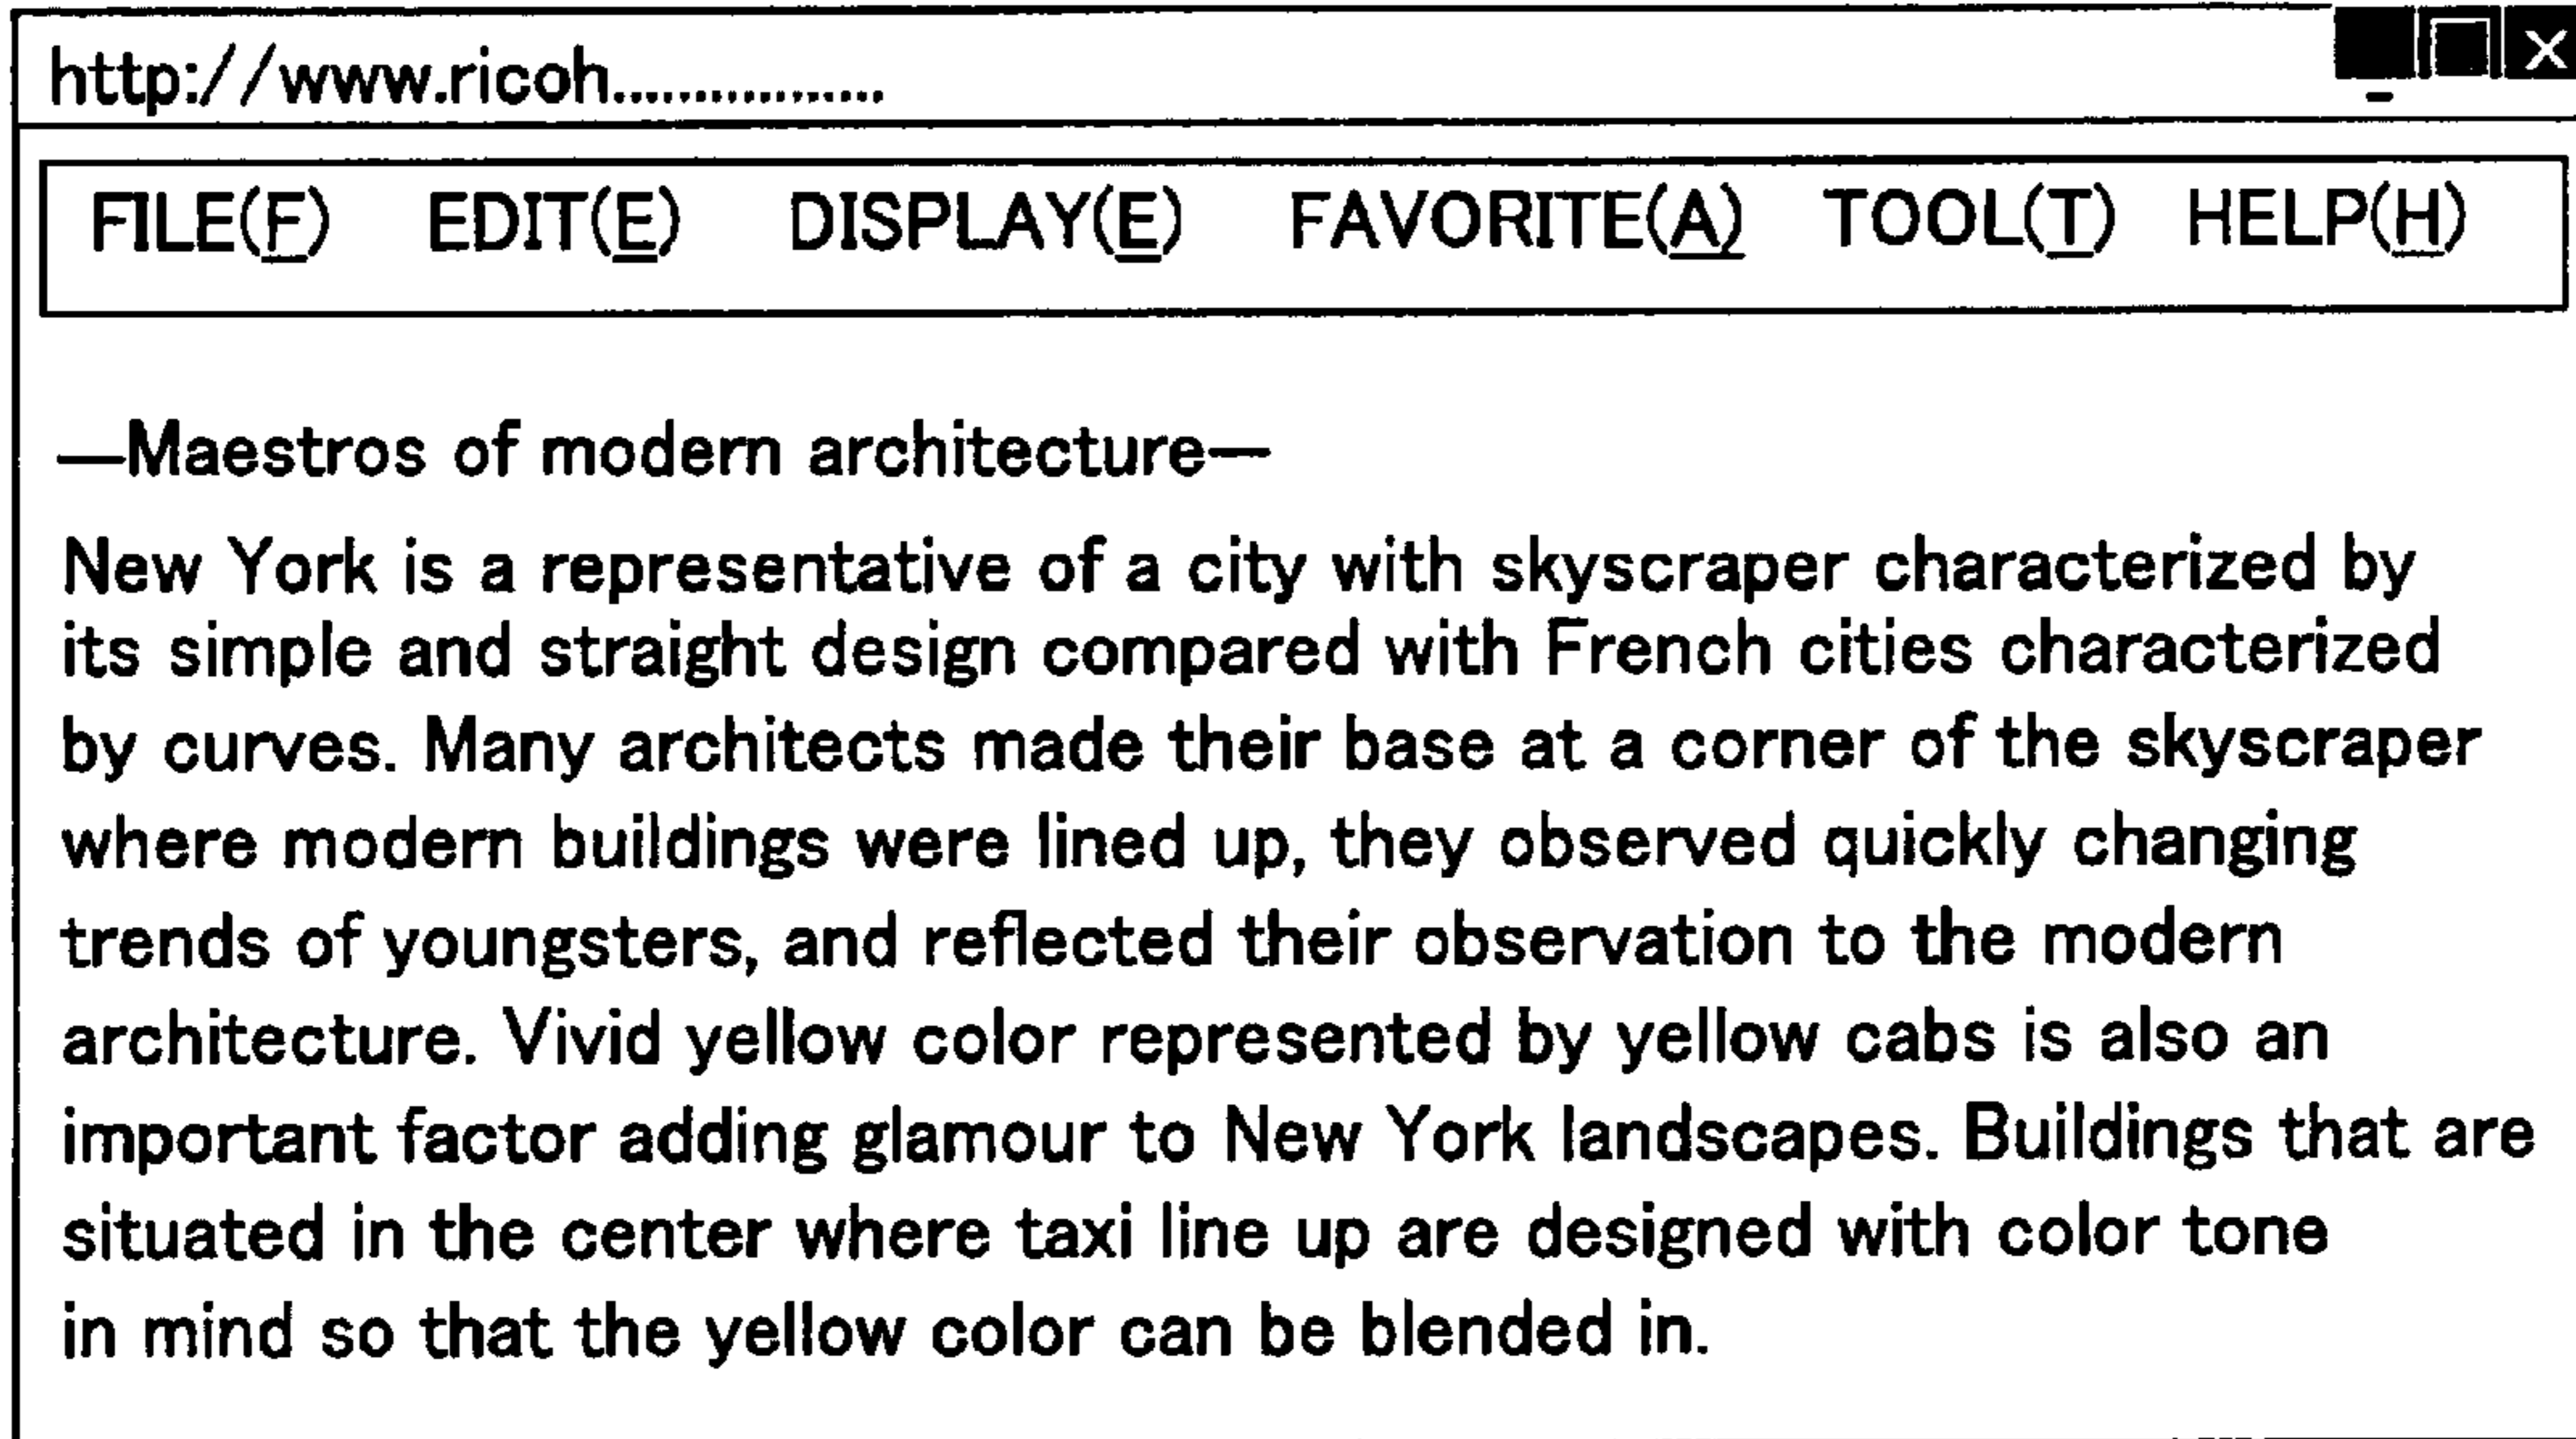 http://www.ricoh.................
FILE(F) EDIT(E) DISPLAY(E) FAVORITE(A) TOOL(T) HELP(H)
—Maestros of modern architecture—
New York is a representative of a city with skyscraper characterized by
its simple and straight design compared with French cities characterized
by curves. Many architects made their base at a corner of the skyscraper
where modern buildings were lined up, they observed quickly changing
trends of youngsters, and reflected their observation to the modern
architecture. Vivid yellow color represented by yellow cabs is also an
important factor adding glamour to New York landscapes. Buildings that are
situated in the center where taxi line up are designed with color tone
in mind so that the yellow color can be blended in.